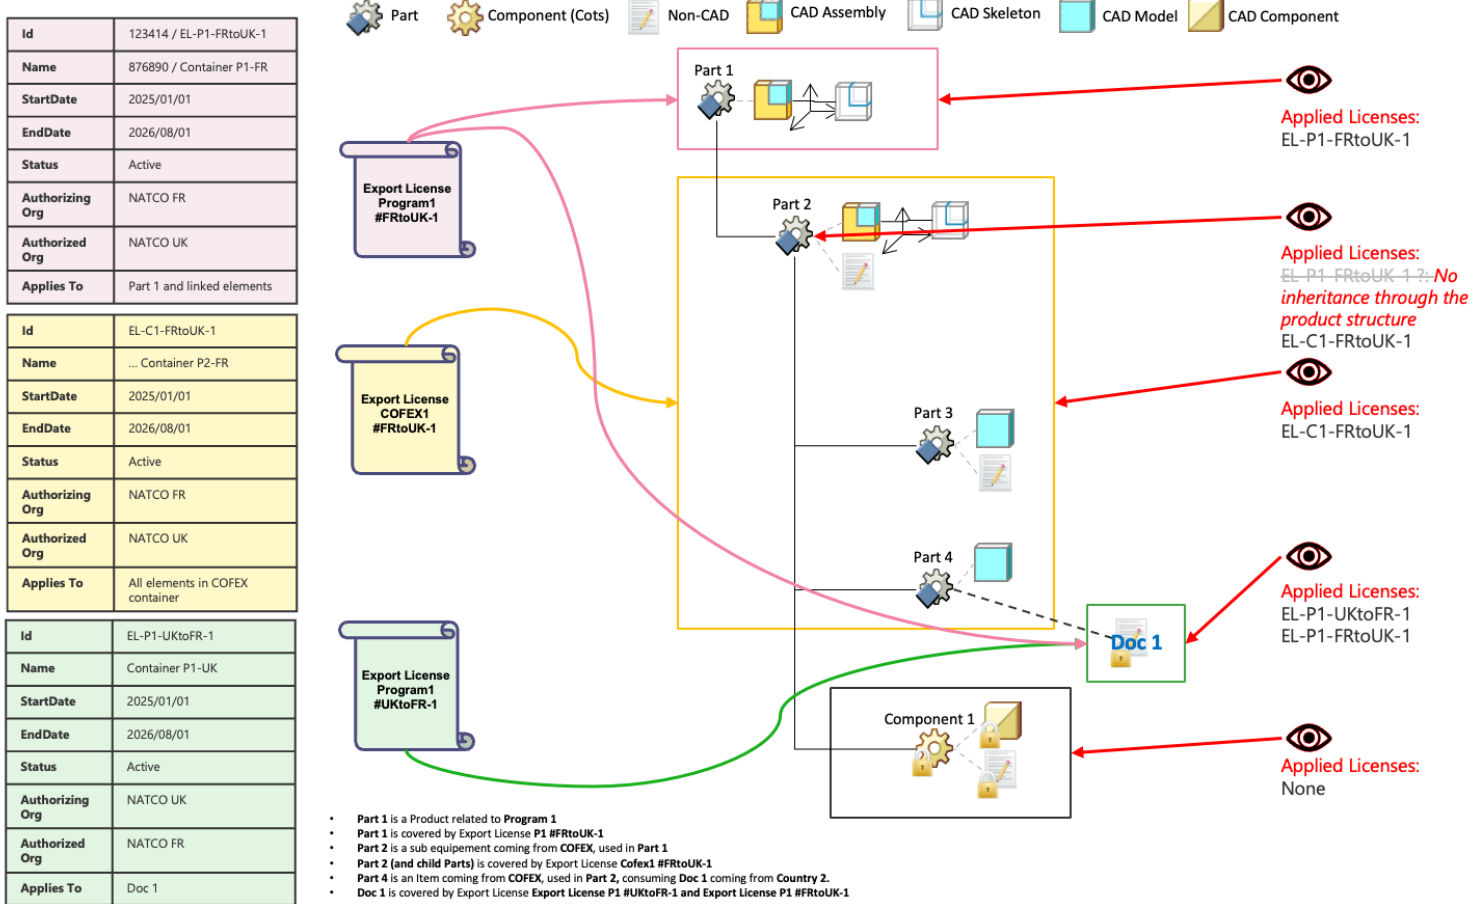 Part
Component (Cots)
Non-CAD
CAD Assembly
CAD Skeleton
CAD Model
CAD Component
Id 123414 / EL-P1-FRtoUK-1
Name 876890 / Container P1-FR
StartDate 2025/01/01
EndDate 2026/08/01
Status Active
Authorizing NATCO FR
Org
Authorized NATCO UK
Org
Applies To Part 1 and linked elements
Id EL-C1-FRtoUK-1
Name ... Container P2-FR
StartDate 2025/01/01
EndDate 2026/08/01
Status Active
Authorizing NATCO FR
Org
Authorized NATCO UK
Org
Applies To All elements in COFEX
container
Id EL-P1-UKtoFR-1
Name Container P1-UK
StartDate 2025/01/01
EndDate 2026/08/01
Status Active
Authorizing NATCO UK
Org
Authorized NATCO FR
Org
Applies To Doc 1
Export License
Program1
#FRtoUK-1
Export License
COFEX1
#FRtoUK-1
Export License
Program1
#UKtoFR-1
Part 1
Part 2
Part 3
Part 4
Doc 1
Component 1
Applied Licenses:
EL-P1-FRtoUK-1
Applied Licenses:
EL-P1-FRtoUK-1 ?: No
inheritance through the
product structure
EL-C1-FRtoUK-1
Applied Licenses:
EL-C1-FRtoUK-1
Applied Licenses:
EL-P1-UKtoFR-1
EL-P1-FRtoUK-1
Applied Licenses:
None
• Part 1 is a Product related to Program 1
• Part 1 is covered by Export License P1 #FRtoUK-1
• Part 2 is a sub equipement coming from COFEX, used in Part 1
• Part 2 (and child Parts) is covered by Export License Cofex1 #FRtoUK-1
• Part 4 is an Item coming from COFEX, used in Part 2, consuming Doc 1 coming from Country 2.
• Doc 1 is covered by Export License Export License P1 #UKtoFR-1 and Export License P1 #FRtoUK-1